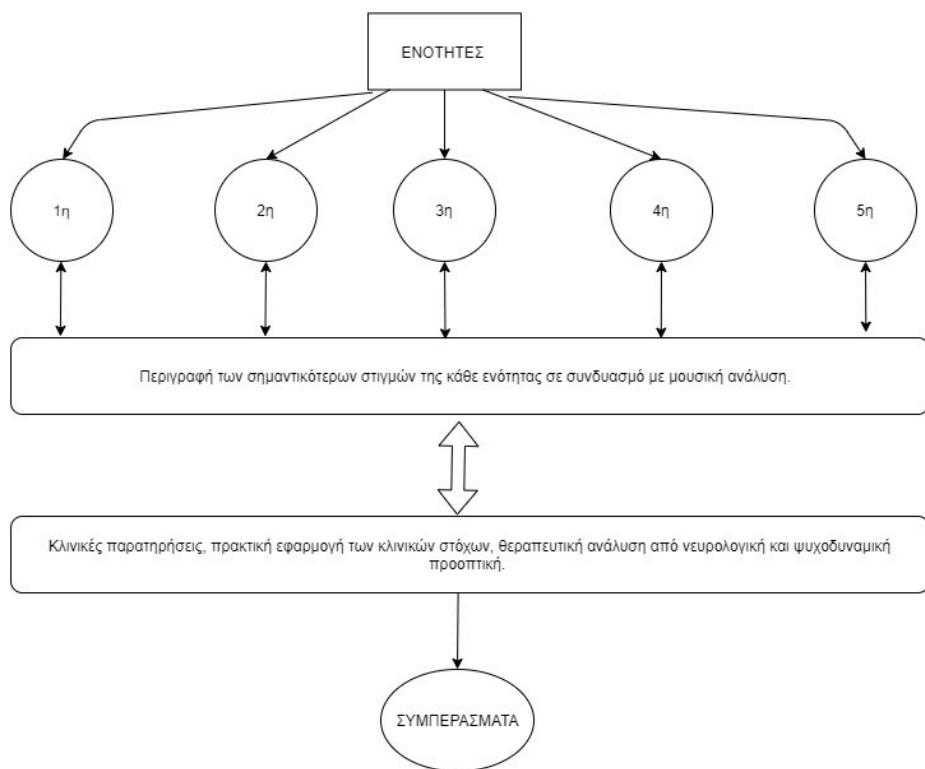 ΕΝΟΤΗΤΕΣ
1η
2η
3η
4η
5η
Περιγραφή των σημαντικότερων στιγμών της κάθε ενότητας σε συνδυασμό με μουσική ανάλυση.
Κλινικές παρατηρήσεις, πρακτική εφαρμογή των κλινικών στόχων, θεραπευτική ανάλυση από νευρολογική και ψυχοδυναμική
προοπτική.
ΣΥΜΠΕΡΑΣΜΑΤΑ